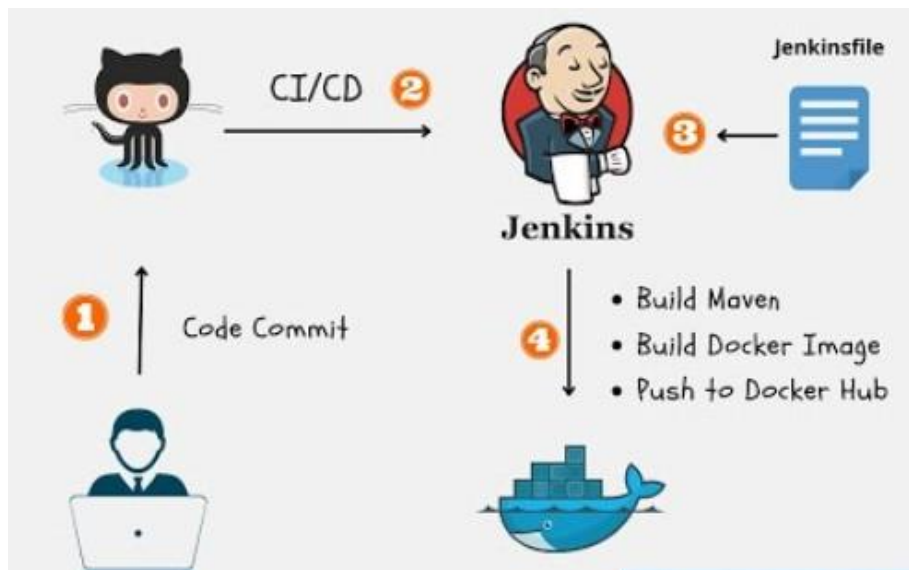 CI/CD 2
Jenkinsfile
3
Jenkins
1
Code Commit
4
• Build Maven
• Build Docker Image
• Push to Docker Hub